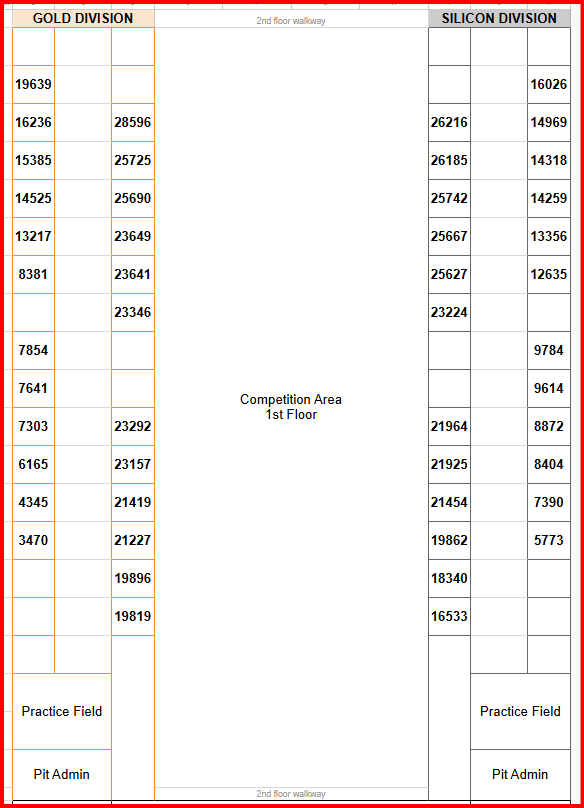 GOLD DIVISION 2nd floor walkway SILICON DIVISION
19639 16026
16236 28596 26216 14969
15385 25725 26185 14318
14525 25690 25742 14259
13217 23649 25667 13356
8381 23641 25627 12635
23346 23224
7854 9784
7641 9614
Competition Area
1st Floor
7303 23292 21964 8872
6165 23157 21925 8404
4345 21419 21454 7390
3470 21227 19862 5773
19896 18340
19819 16533
Practice Field Practice Field
Pit Admin Pit Admin
2nd floor walkway